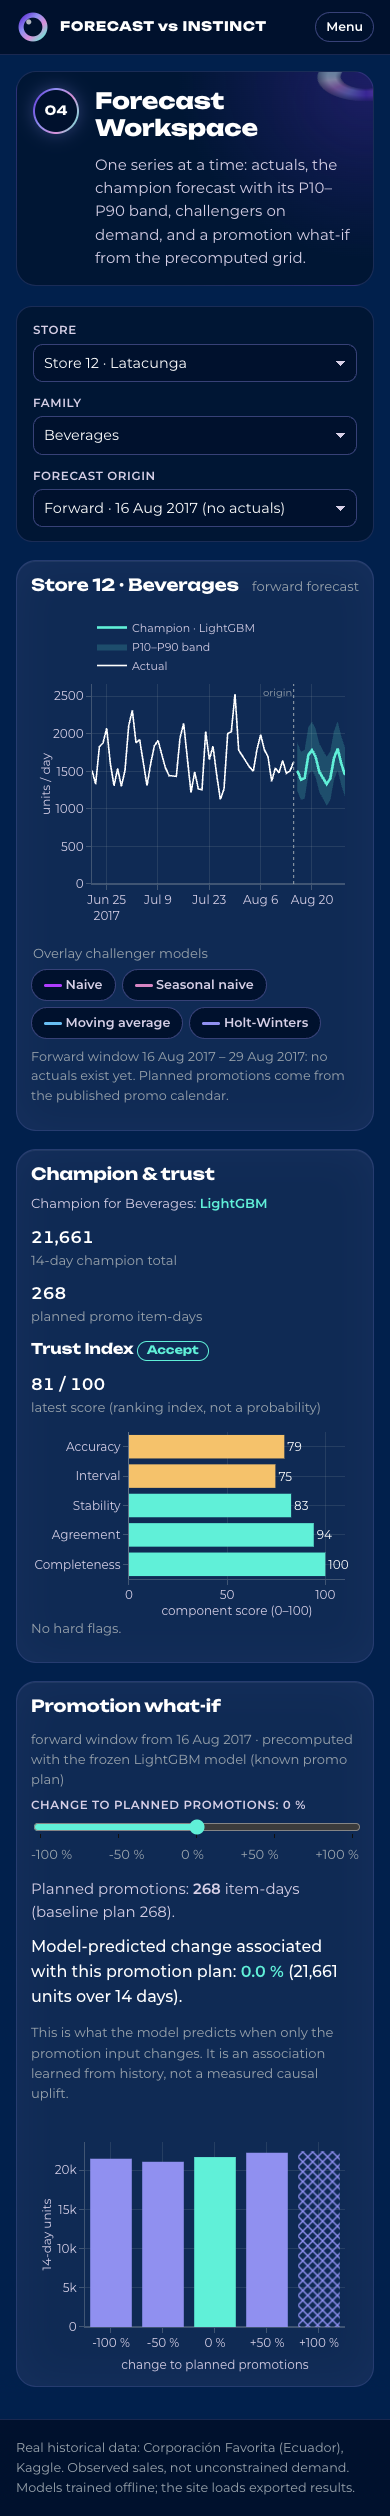 FORECAST vs INSTINCT
Menu
04
Forecast
Workspace
One series at a time: actuals, the
champion forecast with its P10–
P90 band, challengers on
demand, and a promotion what-if
from the precomputed grid.
STORE
Store 12 · Latacunga
FAMILY
Beverages
FORECAST ORIGIN
Forward · 16 Aug 2017 (no actuals)
Store 12 · Beverages
forward forecast
Champion · LightGBM
P10–P90 band
Actual
origin
2500
2000
1500
1000
500
0
units / day
Jun 25
2017
Jul 9
Jul 23
Aug 6
Aug 20
Overlay challenger models
Naive
Seasonal naive
Moving average
Holt-Winters
Forward window 16 Aug 2017 – 29 Aug 2017: no
actuals exist yet. Planned promotions come from
the published promo calendar.
Champion & trust
Champion for Beverages: LightGBM
21,661
14-day champion total
268
planned promo item-days
Trust Index Accept
81 / 100
latest score (ranking index, not a probability)
Accuracy 79
Interval 75
Stability 83
Agreement 94
Completeness 100
0 50 100
component score (0–100)
No hard flags.
Promotion what-if
forward window from 16 Aug 2017 · precomputed
with the frozen LightGBM model (known promo
plan)
CHANGE TO PLANNED PROMOTIONS: 0 %
-100 % -50 % 0 % +50 % +100 %
Planned promotions: 268 item-days
(baseline plan 268).
Model-predicted change associated
with this promotion plan: 0.0 % (21,661
units over 14 days).
This is what the model predicts when only the
promotion input changes. It is an association
learned from history, not a measured causal
uplift.
20k
15k
10k
5k
0
14-day units
-100 % -50 % 0 % +50 % +100 %
change to planned promotions
Real historical data: Corporación Favorita (Ecuador),
Kaggle. Observed sales, not unconstrained demand.
Models trained offline; the site loads exported results.